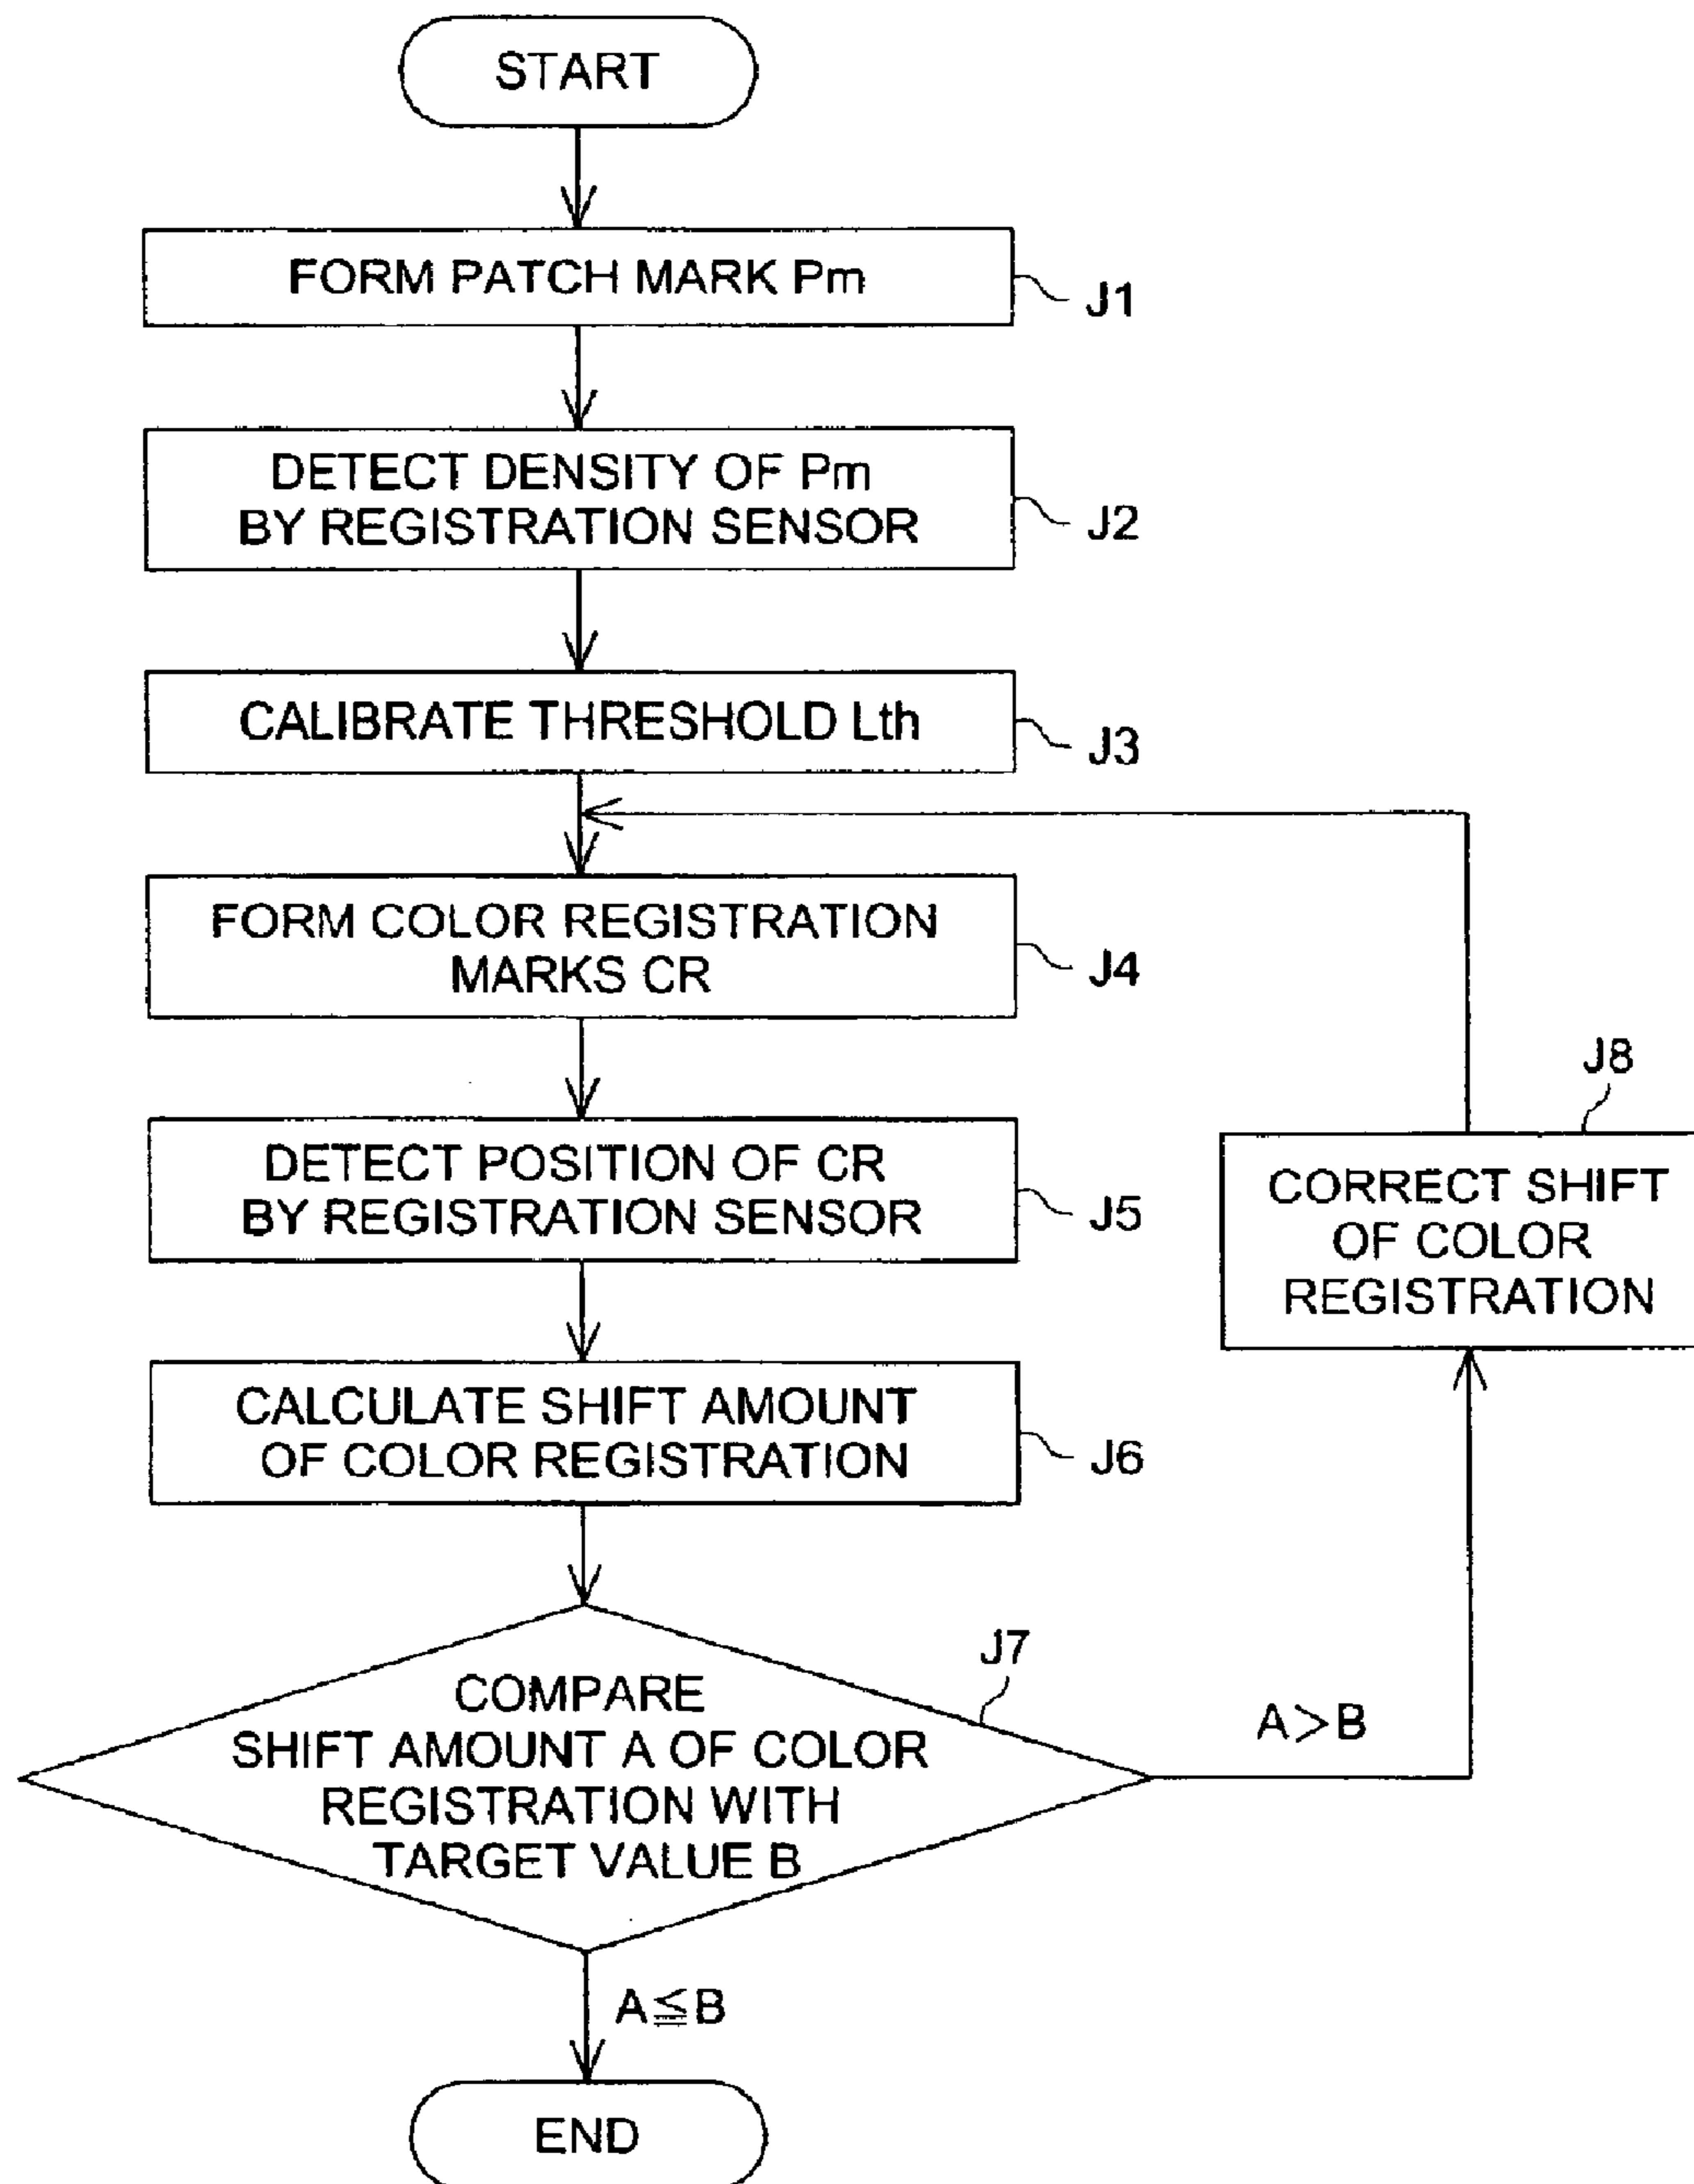 START
FORM PATCH MARK Pm
J1
DETECT DENSITY OF Pm
BY REGISTRATION SENSOR
J2
CALIBRATE THRESHOLD Lth
J3
FORM COLOR REGISTRATION
MARKS CR
J4
DETECT POSITION OF CR
BY REGISTRATION SENSOR
J5
J8
CORRECT SHIFT
OF COLOR
REGISTRATION
CALCULATE SHIFT AMOUNT
OF COLOR REGISTRATION
J6
J7
COMPARE
SHIFT AMOUNT A OF COLOR
REGISTRATION WITH
TARGET VALUE B
A>B
A≦B
END